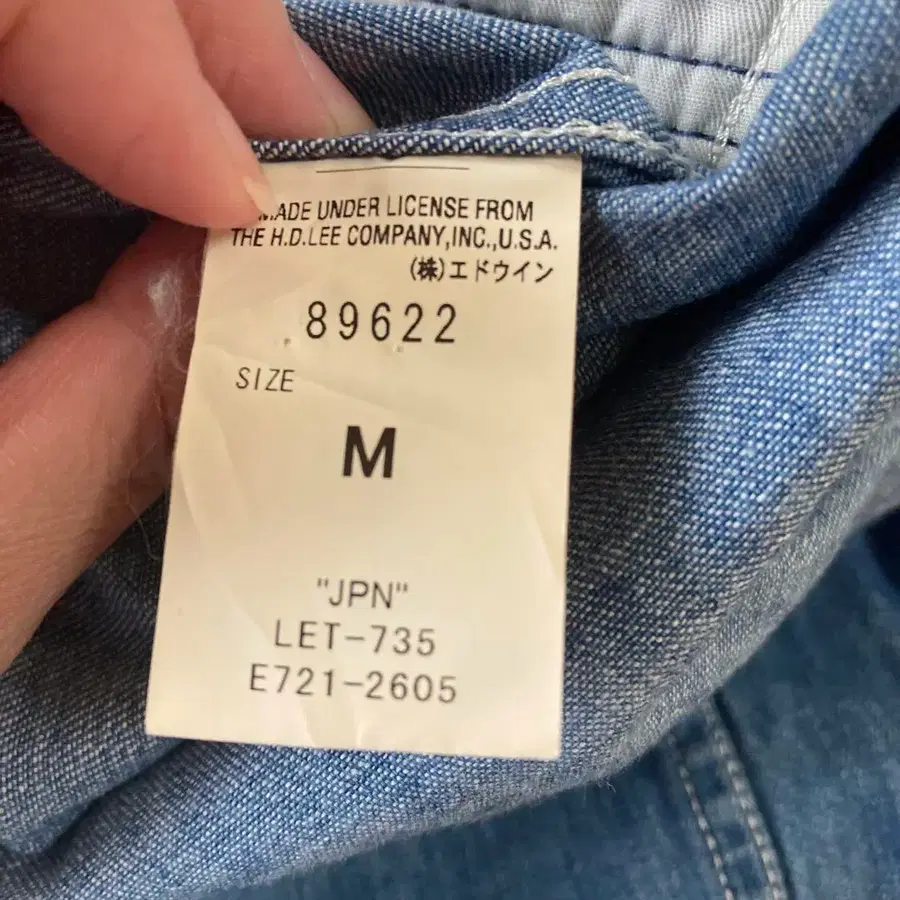 MADE UNDER LICENSE FROM
THE H.D.LEE COMPANY,INC.,U.S.A.
(株)エドウイン
89622
SIZE
M
"JPN"
LET-735
E721-2605